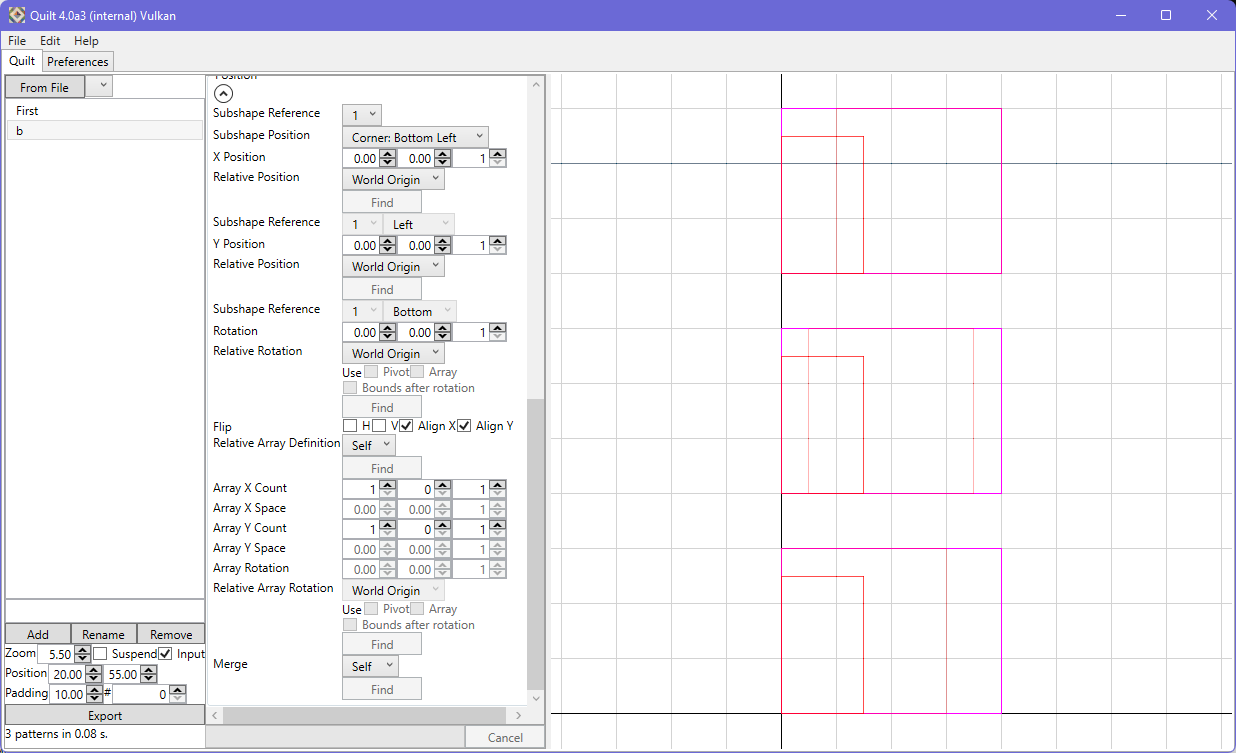 Quilt 4.0a3 (internal) Vulkan
File Edit Help
Quilt Preferences
From File
First
b
Position
Subshape Reference 1
Subshape Position Corner: Bottom Left
X Position 0.00 0.00 1
Relative Position World Origin
Find
Subshape Reference 1 Left
Y Position 0.00 0.00 1
Relative Position World Origin
Find
Subshape Reference 1 Bottom
Rotation 0.00 0.00 1
Relative Rotation World Origin
Use Pivot Array
Bounds after rotation
Find
Flip H V Align X Align Y
Relative Array Definition Self
Find
Array X Count 1 0 1
Array X Space 0.00 0.00 1
Array Y Count 1 0 1
Array Y Space 0.00 0.00 1
Array Rotation 0.00 0.00 1
Relative Array Rotation World Origin
Use Pivot Array
Bounds after rotation
Find
Merge Self
Find
Add Rename Remove
Zoom 5.50 Suspend Input
Position 20.00 55.00
Padding 10.00 # 0
Export
3 patterns in 0.08 s.
Cancel